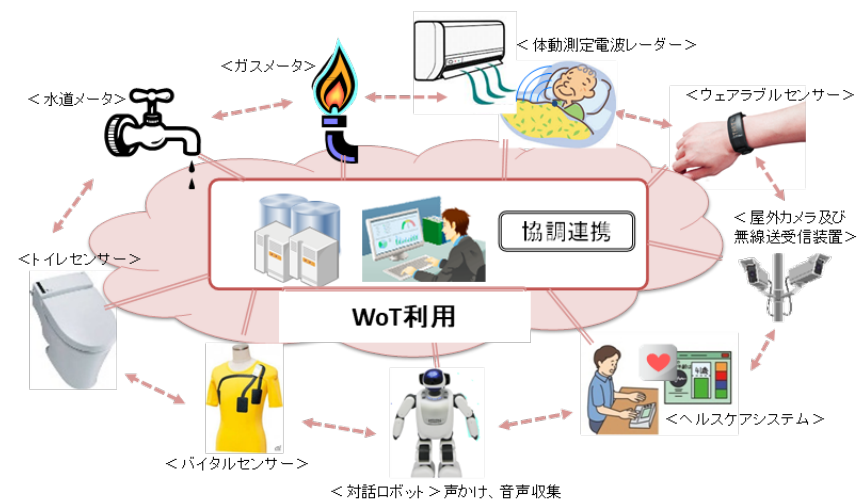 ＜体動測定電波レーダー＞
＜ガスメータ＞
＜水道メータ＞
＜ウェアラブルセンサー＞
＜屋外カメラ及び
無線送受信装置＞
協調連携
＜トイレセンサー＞
WoT利用
＜ヘルスケアシステム＞
＜バイタルセンサー＞
＜対話ロボット＞声かけ、音声収集